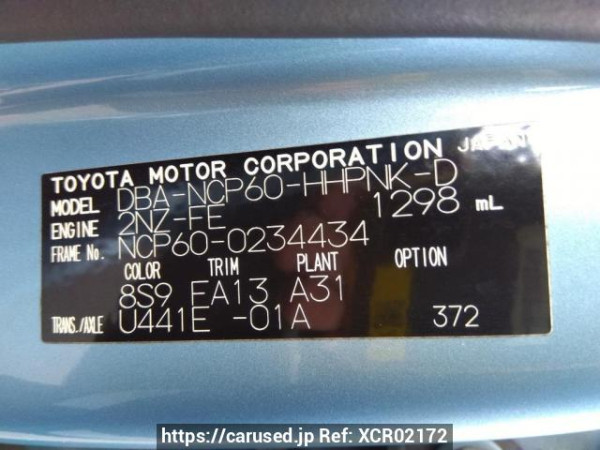 TOYOTA MOTOR CORPORATION JAPAN
MODEL DBA-NCP60-HHPNK-D
ENGINE 2NZ-FE 1298 mL
FRAME No. NCP60-0234434
COLOR TRIM PLANT OPTION
8S9 EA13 A31
TRANS./AXLE U441E -01A 372
https://carused.jp Ref: XCR02172